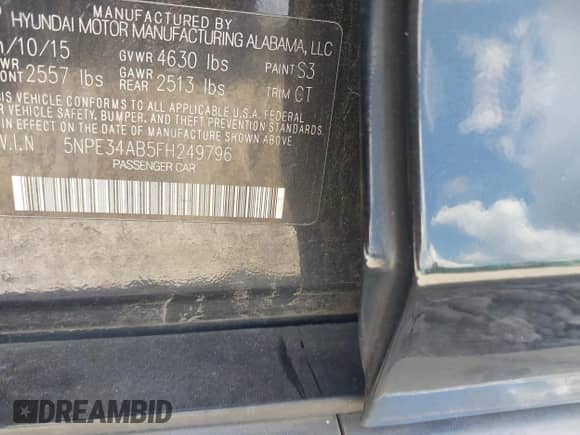 MANUFACTURED BY
HYUNDAI MOTOR MANUFACTURING ALABAMA, LLC
/10/15 GVWR 4630 lbs PAINT S3
2557 lbs GAWR REAR 2513 lbs TRIM CT
VEHICLE CONFORMS TO ALL APPLICABLE U.S.A. FEDERAL
VEHICLE SAFETY, BUMPER, AND THEFT PREVENTION STANDARDS
IN EFFECT ON THE DATE OF MANUFACTURE SHOWN ABOVE.
V.I.N 5NPE34AB5FH249796
PASSENGER CAR
DREAMBID